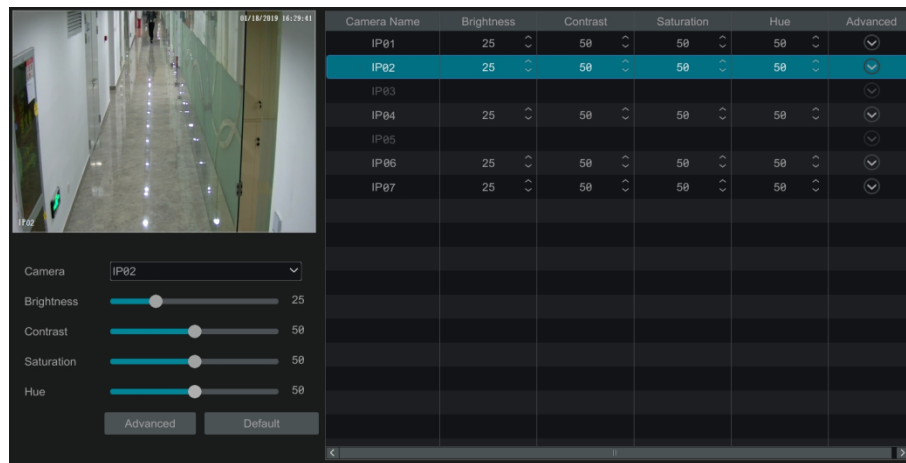 01/18/2019 16:29:41
IP02
Camera IP02
Brightness 25
Contrast 50
Saturation 50
Hue 50
Advanced Default
Camera Name Brightness Contrast Saturation Hue Advanced
IP01 25 50 50 50
IP02 25 50 50 50
IP03
IP04 25 50 50 50
IP05
IP06 25 50 50 50
IP07 25 50 50 50